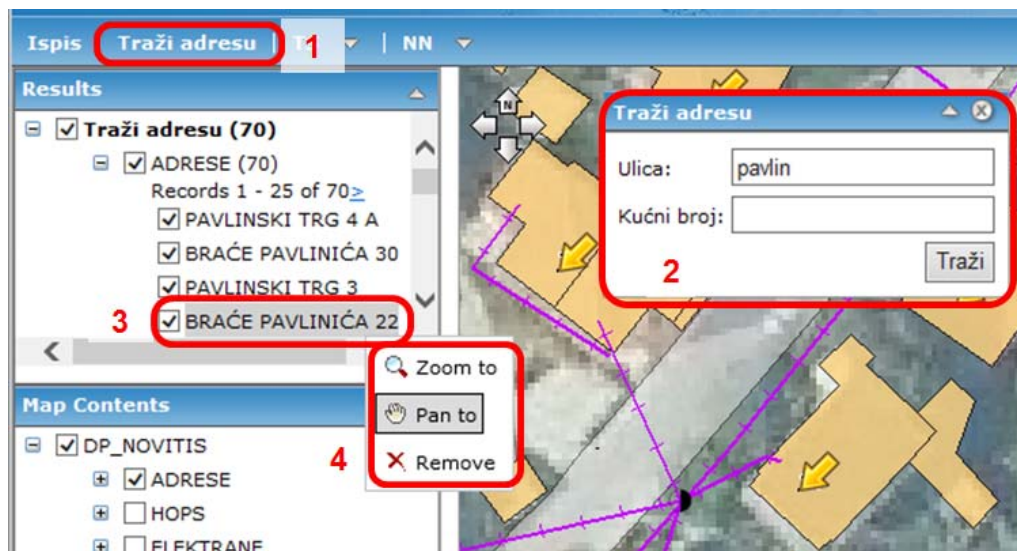 Ispis Traži adresu | 1 | NN
Results
Traži adresu (70)
ADRESE (70)
Records 1 - 25 of 70>
PAVLINSKI TRG 4 A
BRAĆE PAVLINIĆA 30
PAVLINSKI TRG 3
3 BRAĆE PAVLINIĆA 22
Map Contents
DP_NOVITIS
ADRESE
HOPS
ELEKTRANE
4
Zoom to
Pan to
Remove
N
Traži adresu
Ulica: pavlin
Kućni broj:
Traži
2